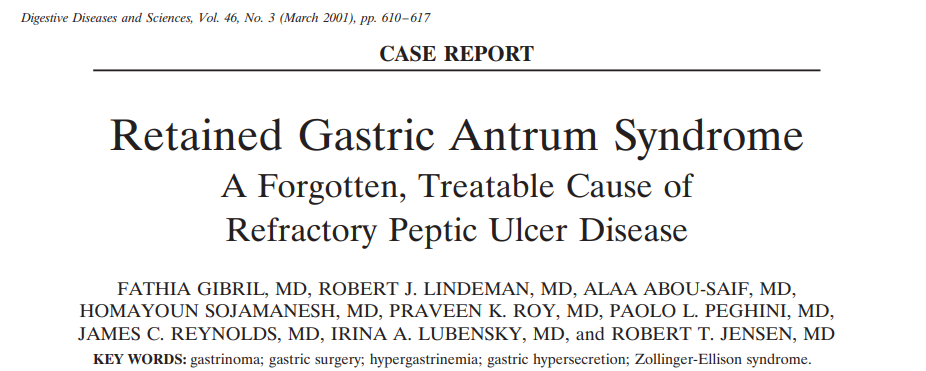 Digestive Diseases and Sciences, Vol. 46, No. 3 (March 2001), pp. 610–617
CASE REPORT
Retained Gastric Antrum Syndrome
A Forgotten, Treatable Cause of
Refractory Peptic Ulcer Disease
FATHIA GIBRIL, MD, ROBERT J. LINDEMAN, MD, ALAA ABOU-SAIF, MD,
HOMAYOUN SOJAMANESH, MD, PRAVEEN K. ROY, MD, PAOLO L. PEGHINI, MD,
JAMES C. REYNOLDS, MD, IRINA A. LUBENSKY, MD, and ROBERT T. JENSEN, MD
KEY WORDS: gastrinoma; gastric surgery; hypergastrinemia; gastric hypersecretion; Zollinger-Ellison syndrome.